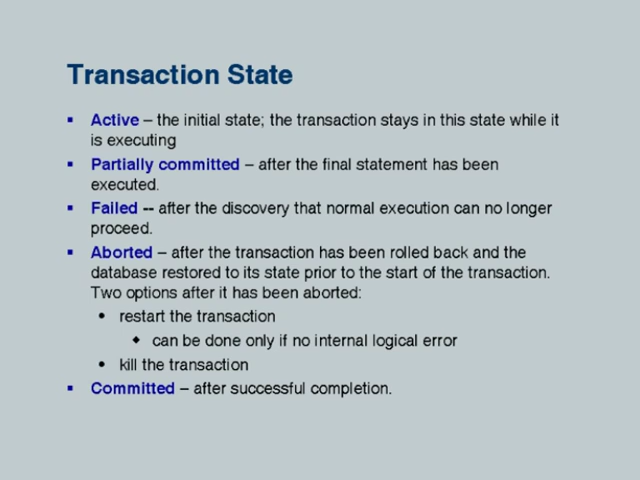 Transaction State
▪ Active – the initial state; the transaction stays in this state while it
is executing
▪ Partially committed – after the final statement has been
executed.
▪ Failed -- after the discovery that normal execution can no longer
proceed.
▪ Aborted – after the transaction has been rolled back and the
database restored to its state prior to the start of the transaction.
Two options after it has been aborted:
• restart the transaction
◆ can be done only if no internal logical error
• kill the transaction
▪ Committed – after successful completion.